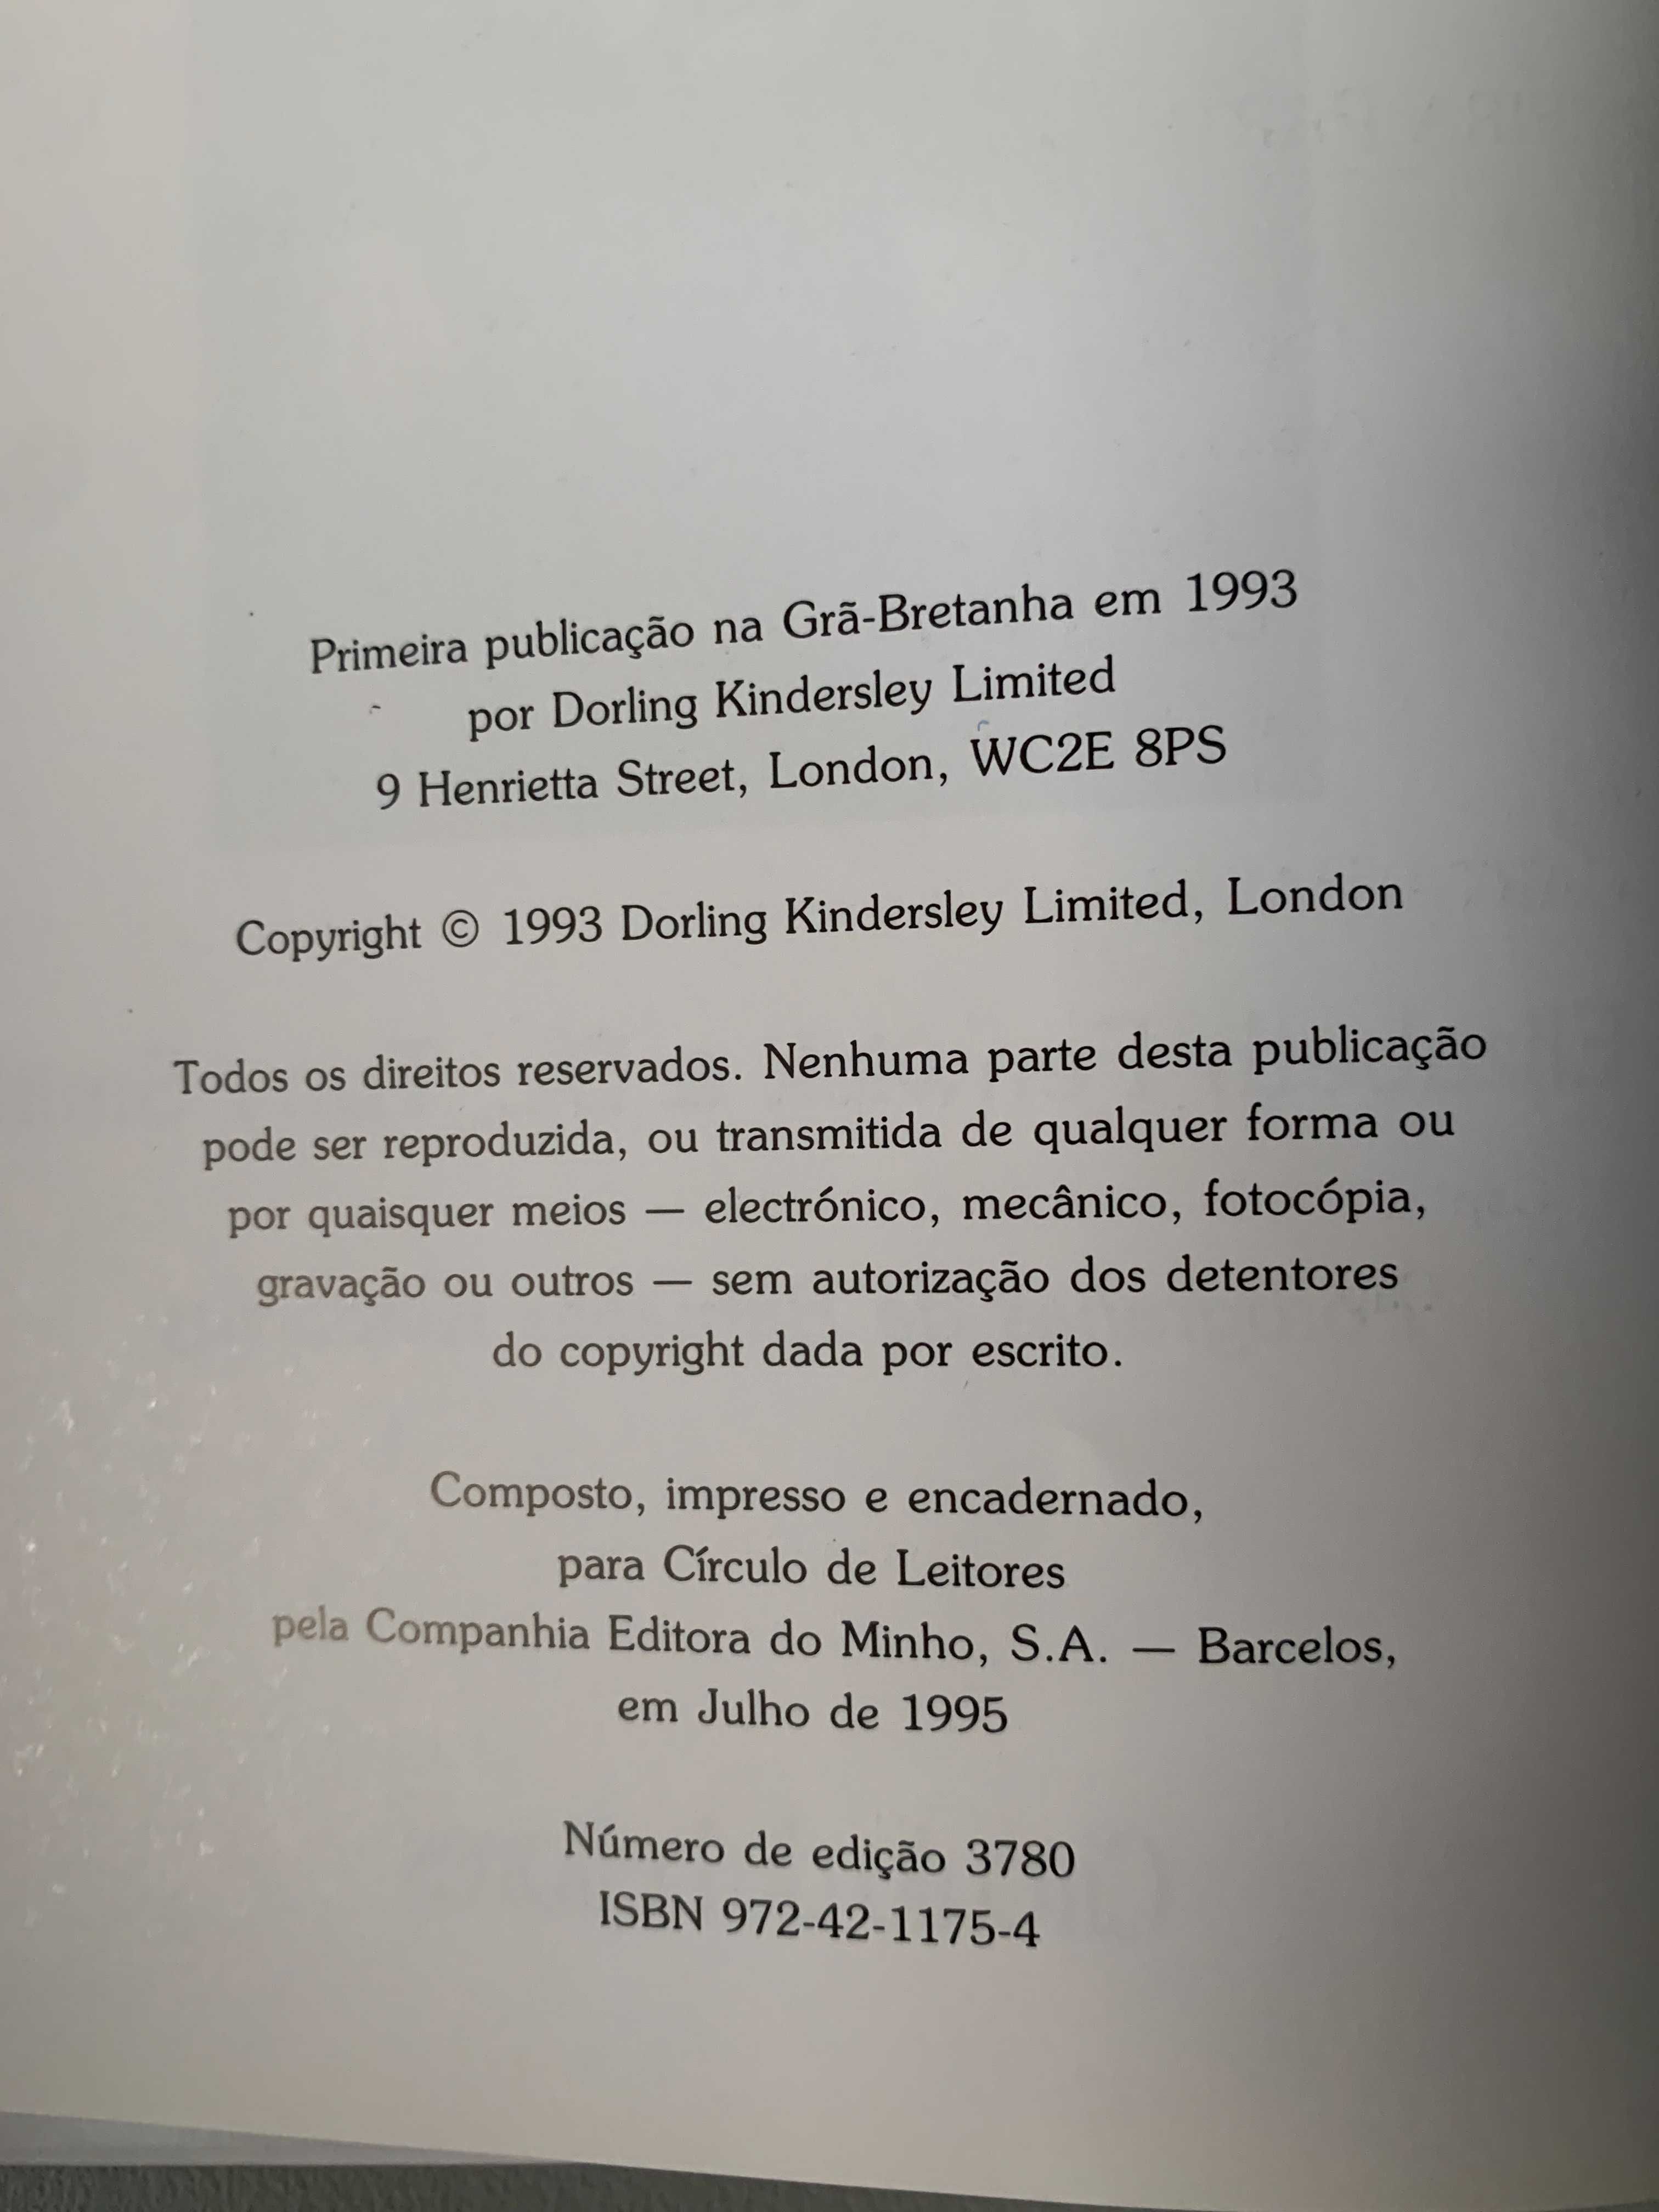 Primeira publicação na Grã-Bretanha em 1993
por Dorling Kindersley Limited
9 Henrietta Street, London, WC2E 8PS
Copyright © 1993 Dorling Kindersley Limited, London
Todos os direitos reservados. Nenhuma parte desta publicação
pode ser reproduzida, ou transmitida de qualquer forma ou
por quaisquer meios — electrónico, mecânico, fotocópia,
gravação ou outros — sem autorização dos detentores
do copyright dada por escrito.
Composto, impresso e encadernado,
para Círculo de Leitores
pela Companhia Editora do Minho, S.A. — Barcelos,
em Julho de 1995
Número de edição 3780
ISBN 972-42-1175-4